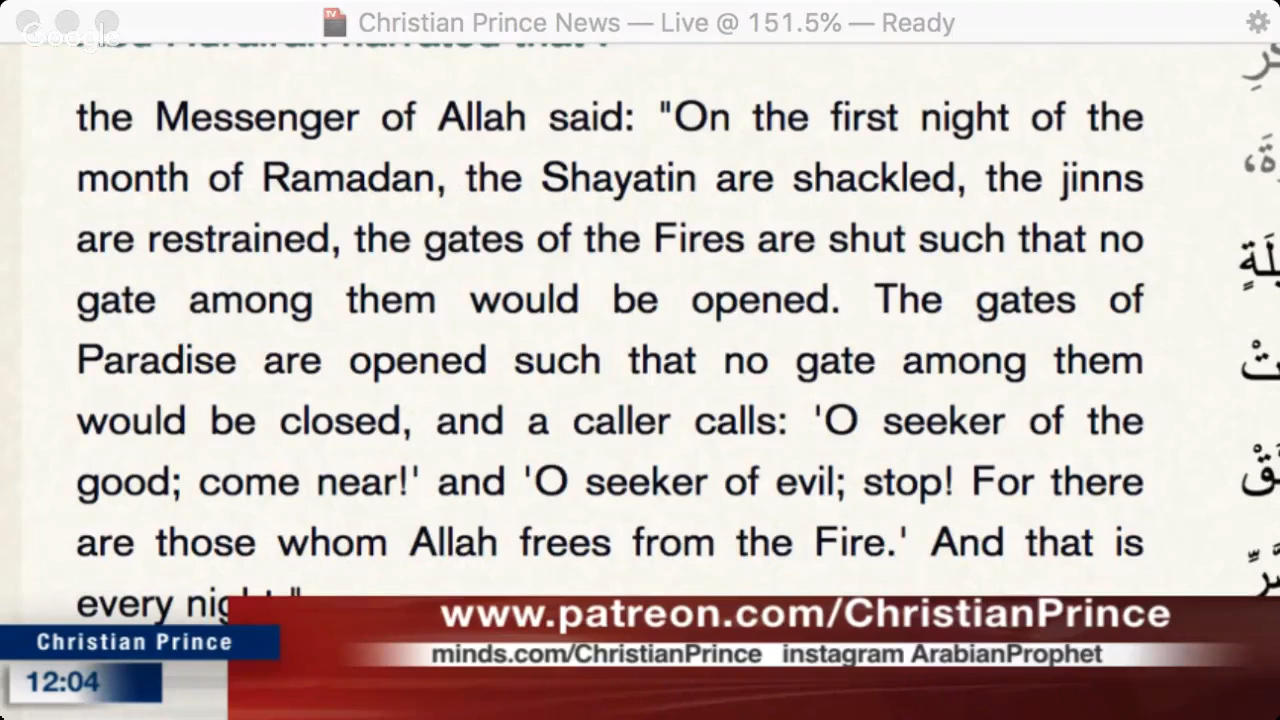 Christian Prince News — Live @ 151.5% — Ready
Google
narrated that
the Messenger of Allah said: "On the first night of the
month of Ramadan, the Shayatin are shackled, the jinns
are restrained, the gates of the Fires are shut such that no
gate among them would be opened. The gates of
Paradise are opened such that no gate among them
would be closed, and a caller calls: 'O seeker of the
good; come near!' and 'O seeker of evil; stop! For there
are those whom Allah frees from the Fire.' And that is
every
www.patreon.com/ChristianPrince
Christian Prince
minds.com/ChristianPrince instagram ArabianProphet
12:04